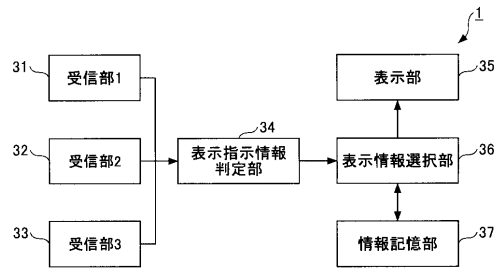 1
31
受信部1
32
受信部2
33
受信部3
34
表示指示情報
判定部
35
表示部
36
表示情報選択部
37
情報記憶部